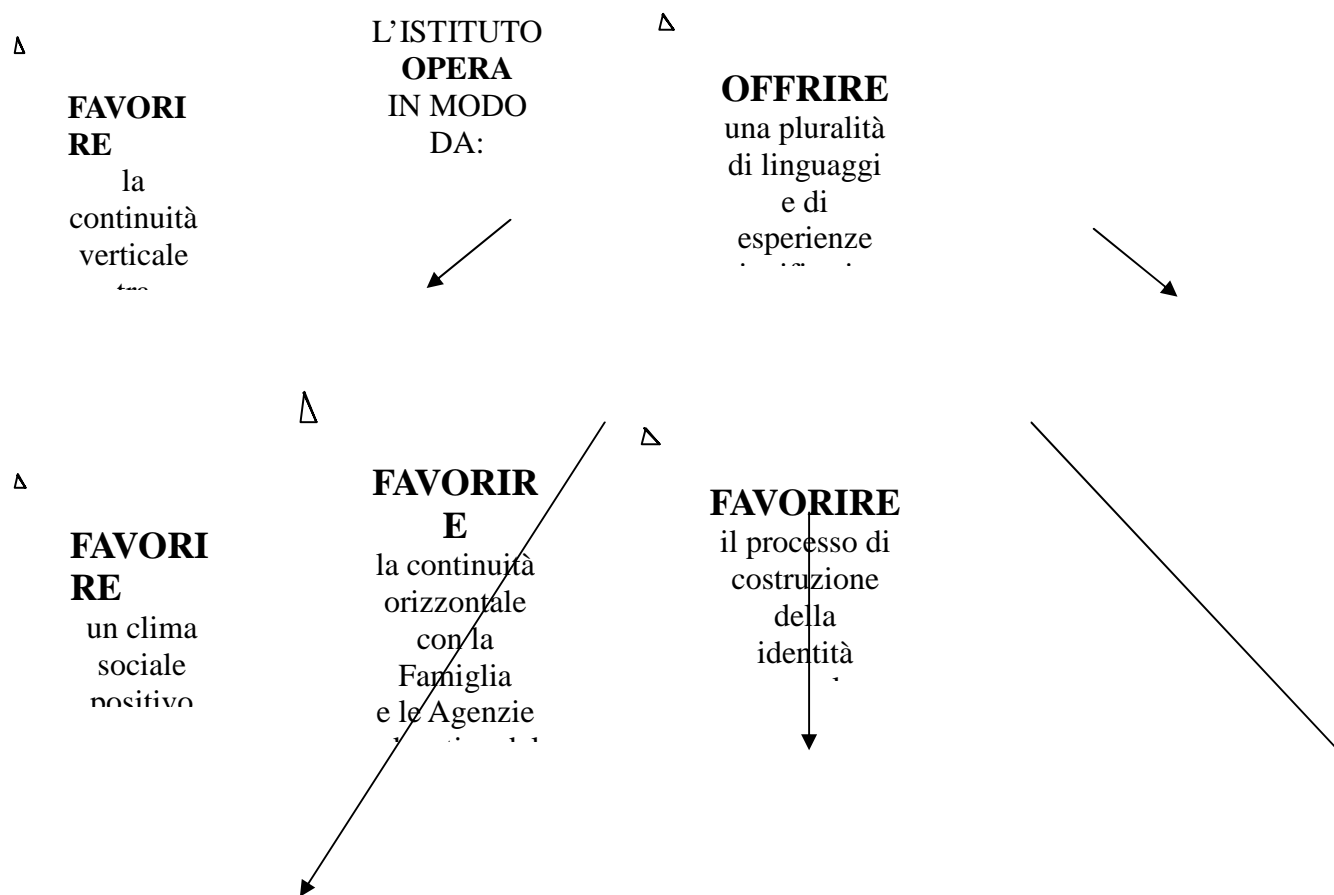 L'ISTITUTO
OPERA
IN MODO
DA:
FAVORI
RE
la
continuità
verticale
OFFRIRE
una pluralità
di linguaggi
e di
esperienze
FAVORI
RE
un clima
sociale
positivo
FAVORIR
E
la continuità
orizzontale
con la
Famiglia
e le Agenzie
FAVORIRE
il processo di
costruzione
della
identità